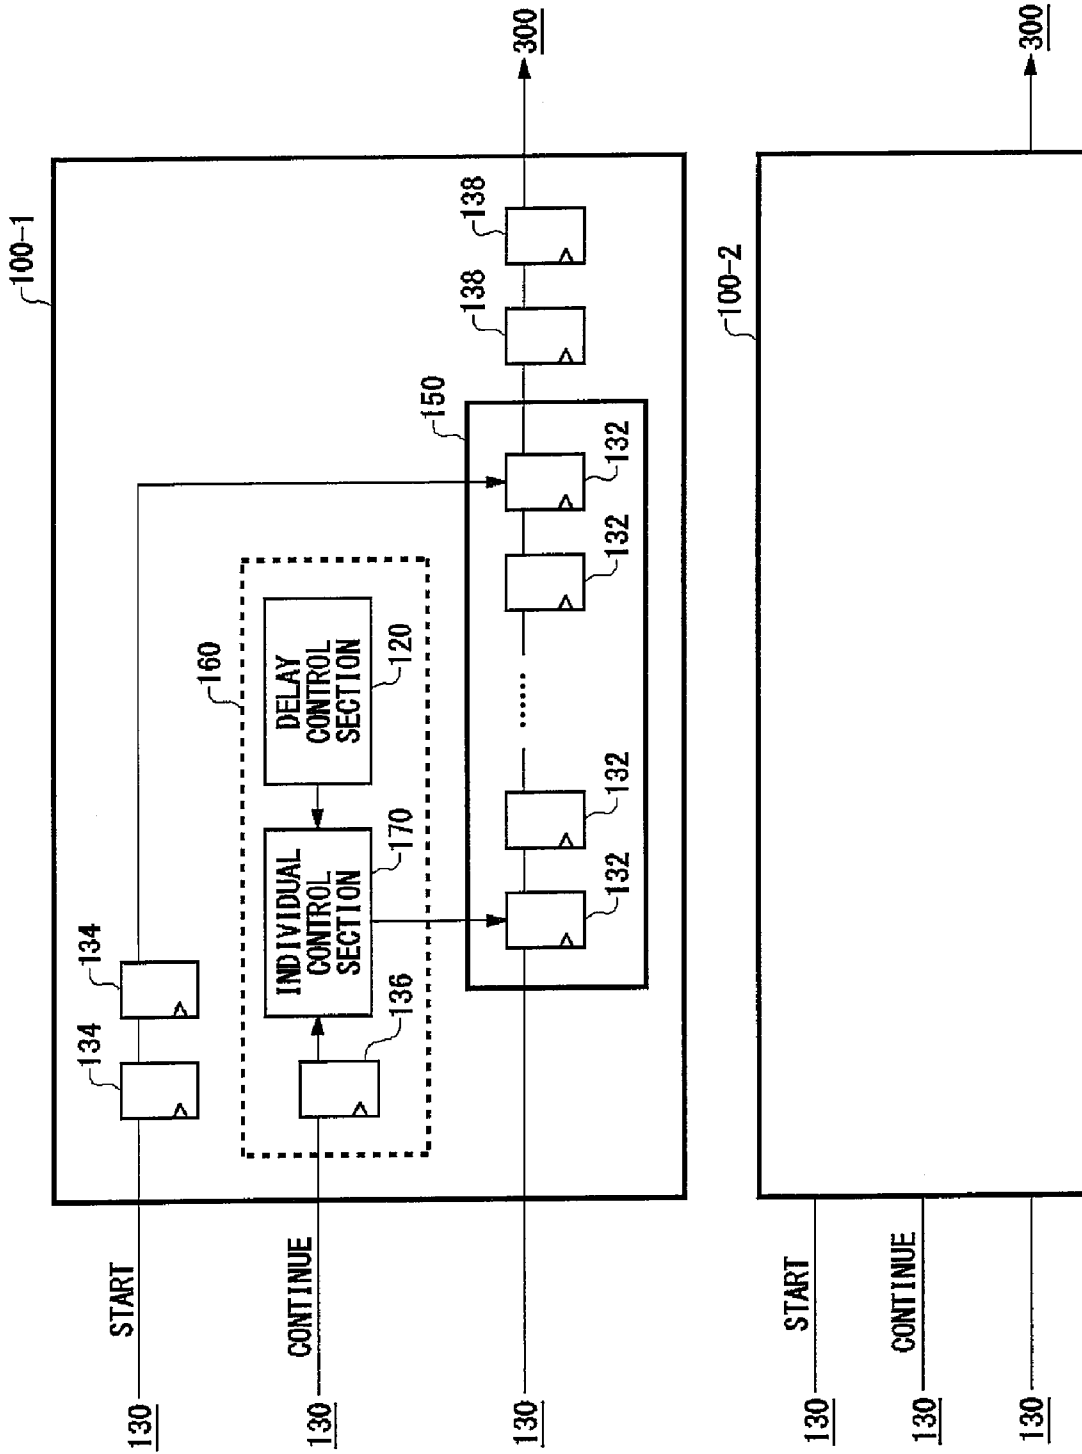 100-1
START
130
134
134
160
CONTINUE
130
136
INDIVIDUAL
CONTROL
SECTION
170
DELAY
CONTROL
SECTION
120
150
130
132
132
......
132
132
138
138
300
100-2
START
130
CONTINUE
130
130
300